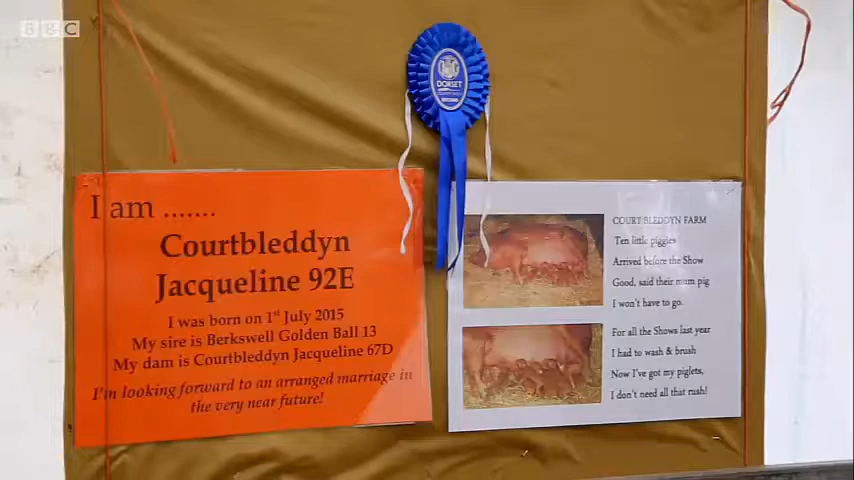 BBC
DORSET
I am .......
Courtbleddyn
Jacqueline 92E
I was born on 1st July 2015
My sire is Berkswell Golden Ball 13
My dam is Courtbleddyn Jacqueline 67D
I'm looking forward to an arranged marriage in
the very near future!
COURT BLEDDYN FARM
Ten little piggies
Arrived before the Show
Good, said their mum pig
I won't have to go.
For all the Shows last year
I had to wash & brush
Now I've got my piglets,
I don't need all that rush!